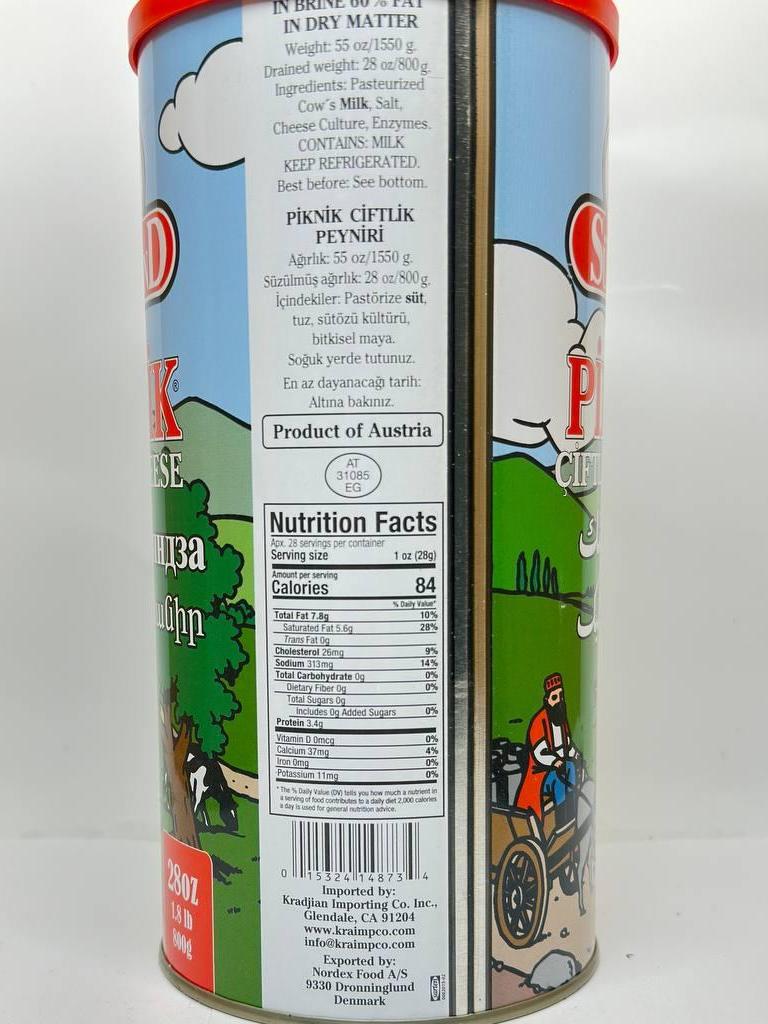 IN BRINE 60% FAT
IN DRY MATTER
Weight: 55 oz/1550 g.
Drained weight: 28 oz/800g.
Ingredients: Pasteurized
Cow's Milk, Salt,
Cheese Culture, Enzymes.
CONTAINS: MILK
KEEP REFRIGERATED.
Best before: See bottom.
PİKNİK CİFTLİK
PEYNİRİ
Ağırlık: 55 oz/1550 g.
Süzülmüş ağırlık: 28 oz/800g.
İçindekiler: Pastörize süt,
tuz, sütözü kültürü,
bitkisel maya.
Soğuk yerde tutunuz.
En az dayanacağı tarih:
Altına bakınız.
Product of Austria
AT
31085
EG
Nutrition Facts
Apx. 28 servings per container
Serving size 1 oz (28g)
Amount per serving
Calories 84
% Daily Value*
Total Fat 7.8g 10%
Saturated Fat 5.6g 28%
Trans Fat 0g
Cholesterol 26mg 9%
Sodium 313mg 14%
Total Carbohydrate 0g 0%
Dietary Fiber 0g 0%
Total Sugars 0g
Includes 0g Added Sugars 0%
Protein 3.4g
Vitamin D 0mcg 0%
Calcium 37mg 4%
Iron 0mg 0%
Potassium 11mg 0%
* The % Daily Value (DV) tells you how much a nutrient in
a serving of food contributes to a daily diet 2,000 calories
a day is used for general nutrition advice.
0 15324 14873 4
Imported by:
Kradjian Importing Co. Inc.,
Glendale, CA 91204
www.kraimpco.com
info@kraimpco.com
Exported by:
Nordex Food A/S
9330 Dronninglund
Denmark
28OZ
1.8 lb
800g